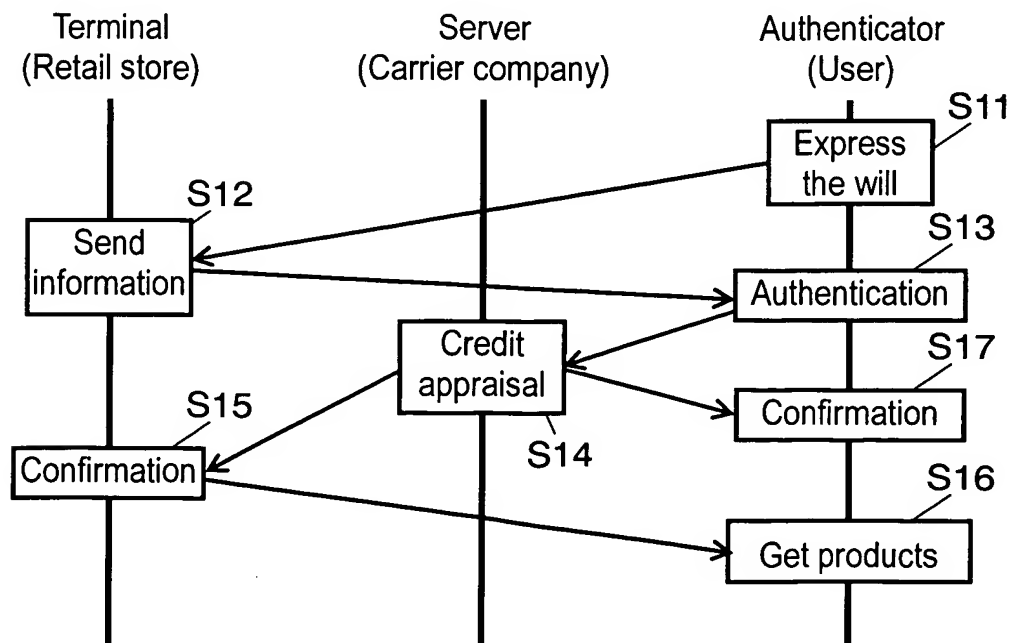 Terminal
(Retail store)
Server
(Carrier company)
Authenticator
(User)
S11
Express
the will
S12
Send
information
S13
Authentication
Credit
appraisal
S14
S17
Confirmation
S15
Confirmation
S16
Get products